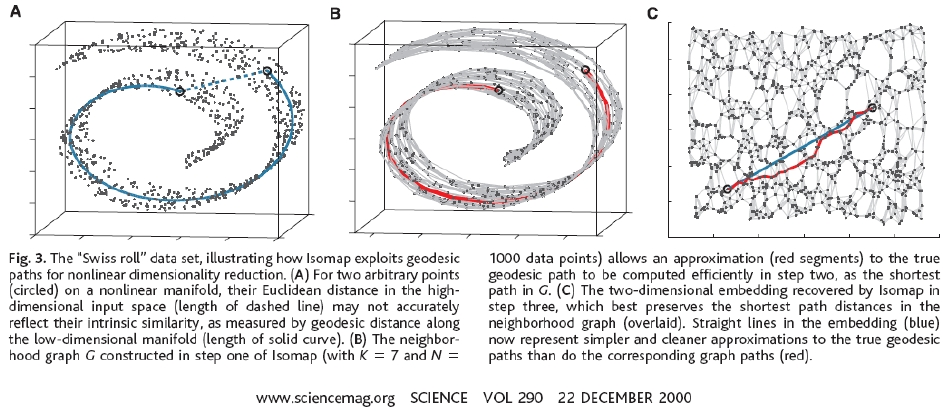 A
B
C
Fig. 3. The "Swiss roll" data set, illustrating how Isomap exploits geodesic
paths for nonlinear dimensionality reduction. (A) For two arbitrary points
(circled) on a nonlinear manifold, their Euclidean distance in the high-
dimensional input space (length of dashed line) may not accurately
reflect their intrinsic similarity, as measured by geodesic distance along
the low-dimensional manifold (length of solid curve). (B) The neighbor-
hood graph G constructed in step one of Isomap (with K = 7 and N =
1000 data points) allows an approximation (red segments) to the true
geodesic path to be computed efficiently in step two, as the shortest
path in G. (C) The two-dimensional embedding recovered by Isomap in
step three, which best preserves the shortest path distances in the
neighborhood graph (overlaid). Straight lines in the embedding (blue)
now represent simpler and cleaner approximations to the true geodesic
paths than do the corresponding graph paths (red).
www.sciencemag.org SCIENCE VOL 290 22 DECEMBER 2000